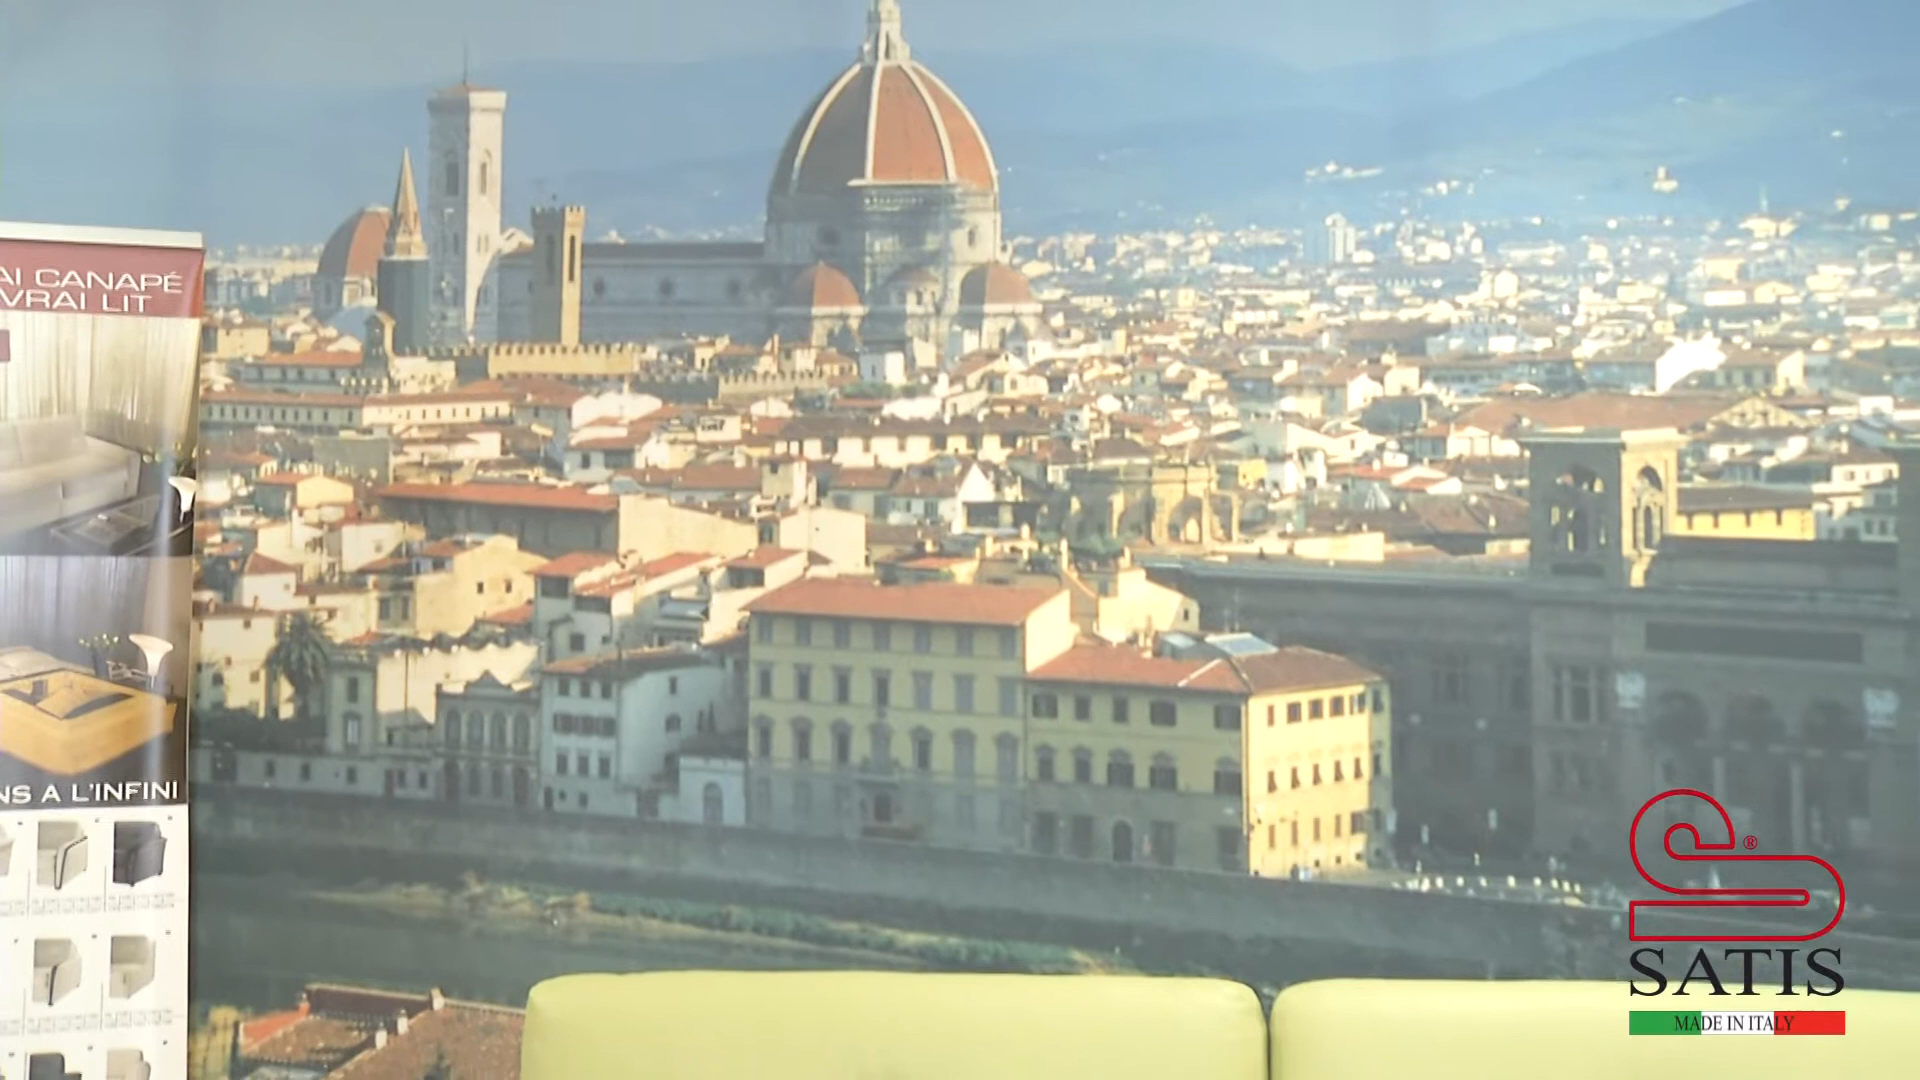 AI CANAPÉ
VRAI LIT
NS A L'INFINI
®
SATIS
MADE IN ITALY